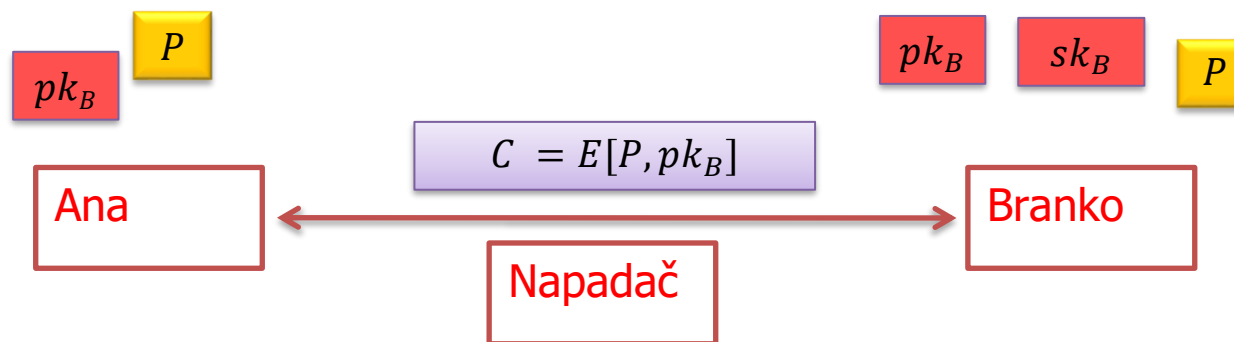 P
pk_B
pk_B
sk_B
P
C = E[P, pk_B]
Ana
Branko
Napadač